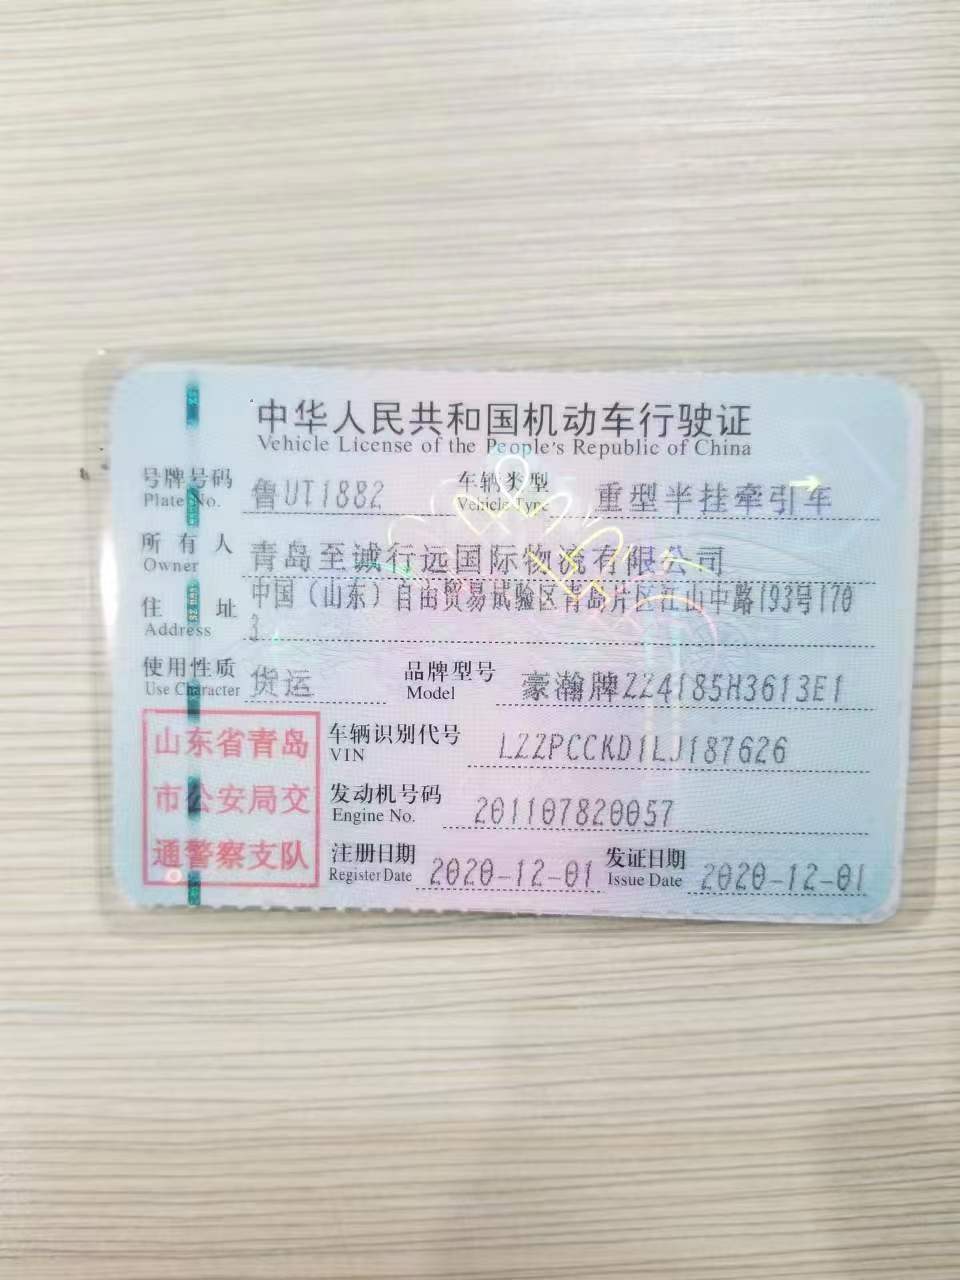 中华人民共和国机动车行驶证
Vehicle License of the People's Republic of China
号牌号码 鲁UT1882 车辆类型 重型半挂牵引车
Plate No. Vehicle Type
所有人 青岛至诚行远国际物流有限公司
Owner
住址 中国（山东）自由贸易试验区青岛片区江山中路193号170
Address 3
使用性质 货运 品牌型号 豪瀚牌ZZ4185H3613E1
Use Character Model
山东省青岛
市公安局交
通警察支队
车辆识别代号 LZZPCCKD1LJ187626
VIN
发动机号码 201107820057
Engine No.
注册日期 2020-12-01 发证日期 2020-12-01
Register Date Issue Date